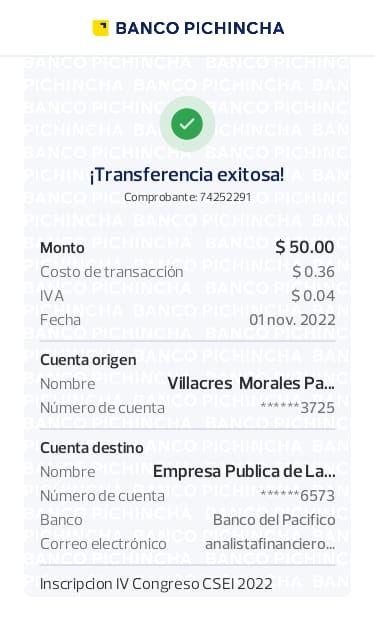 BANCO PICHINCHA
¡Transferencia exitosa!
Comprobante: 74252291
Monto $ 50.00
Costo de transacción $ 0.36
IVA $ 0.04
Fecha 01 nov. 2022
Cuenta origen
Nombre Villacres Morales Pa...
Número de cuenta ******3725
Cuenta destino
Nombre Empresa Publica de La...
Número de cuenta ******6573
Banco Banco del Pacifico
Correo electrónico analistafinanciero...
Inscripcion IV Congreso CSEI 2022